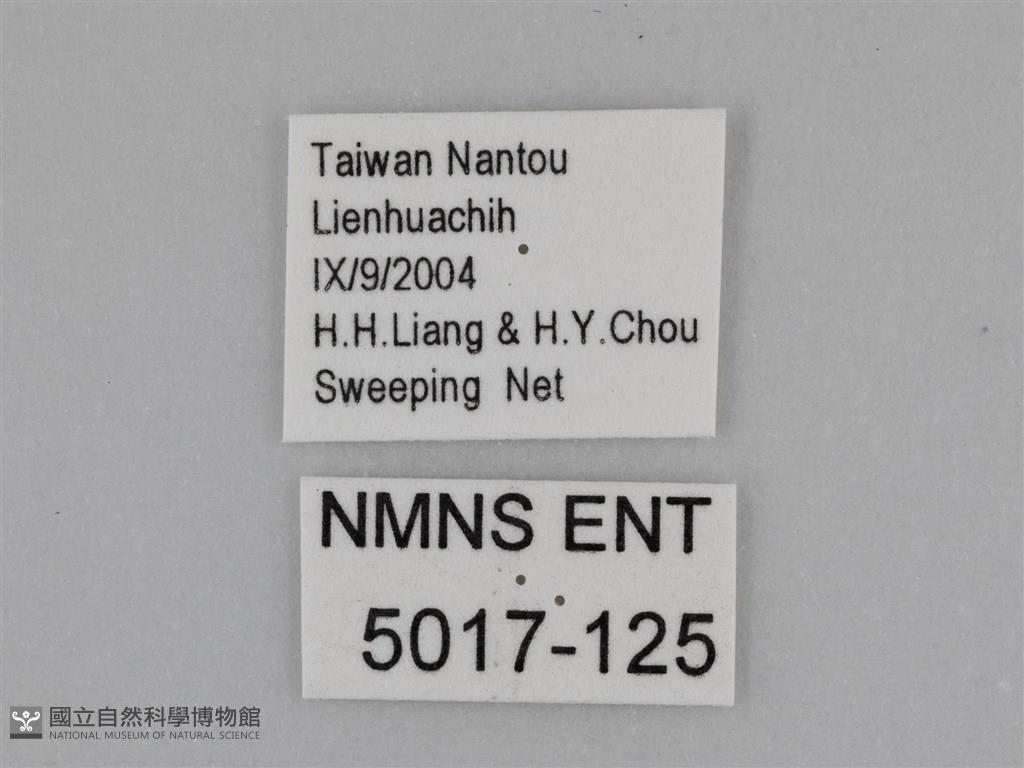 Taiwan Nantou
Lienhuachih
IX/9/2004
H.H.Liang & H.Y.Chou
Sweeping Net
NMNS ENT
5017-125
國立自然科學博物館
NATIONAL MUSEUM OF NATURAL SCIENCE